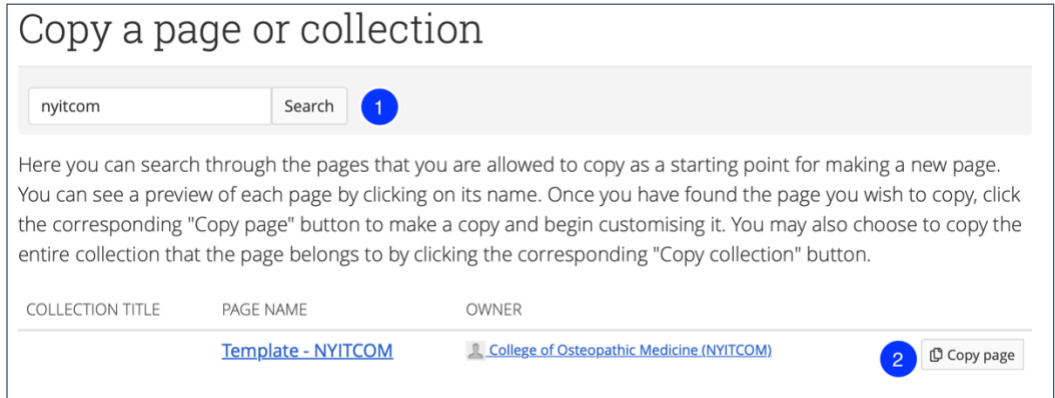 Copy a page or collection
nyitcom Search 1
Here you can search through the pages that you are allowed to copy as a starting point for making a new page.
You can see a preview of each page by clicking on its name. Once you have found the page you wish to copy, click
the corresponding "Copy page" button to make a copy and begin customising it. You may also choose to copy the
entire collection that the page belongs to by clicking the corresponding "Copy collection" button.
COLLECTION TITLE PAGE NAME OWNER
Template - NYITCOM College of Osteopathic Medicine (NYITCOM) 2 Copy page